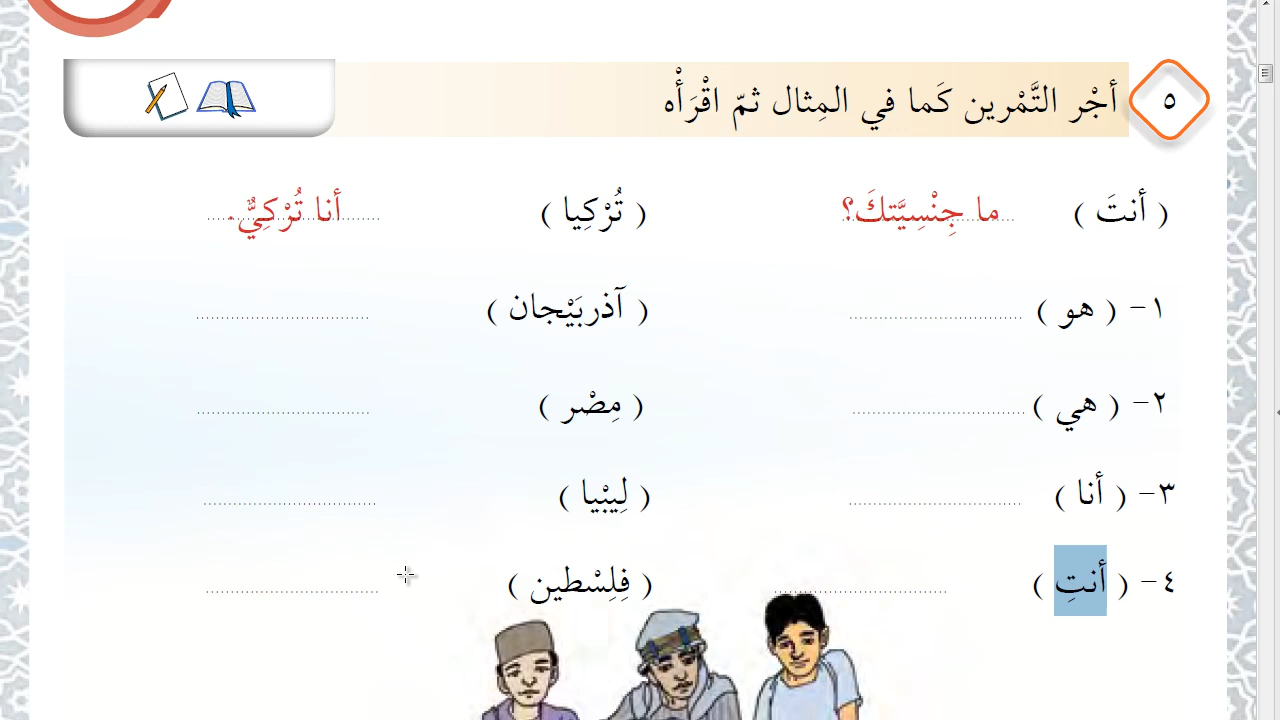 ٥ أجْر التَّمْرين كَما في المِثال ثمّ اقْرَأْه
( أنتَ ) ما جِنْسِيَّتكَ؟ ( تُرْكِيا ) أنا تُرْكِيٌّ.
١- ( هو ) ........ ( آذربَيْجان ) ........
٢- ( هي ) ........ ( مِصْر ) ........
٣- ( أنا ) ........ ( لِيبْيا ) ........
٤- ( أنتِ ) ........ ( فِلِسْطين ) ........